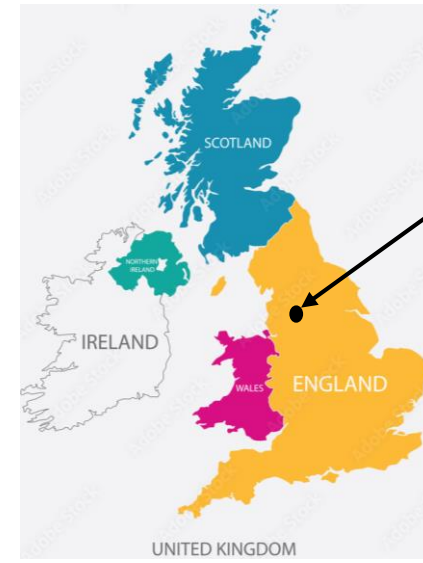 SCOTLAND
NORTHERN
IRELAND
IRELAND
WALES
ENGLAND
UNITED KINGDOM